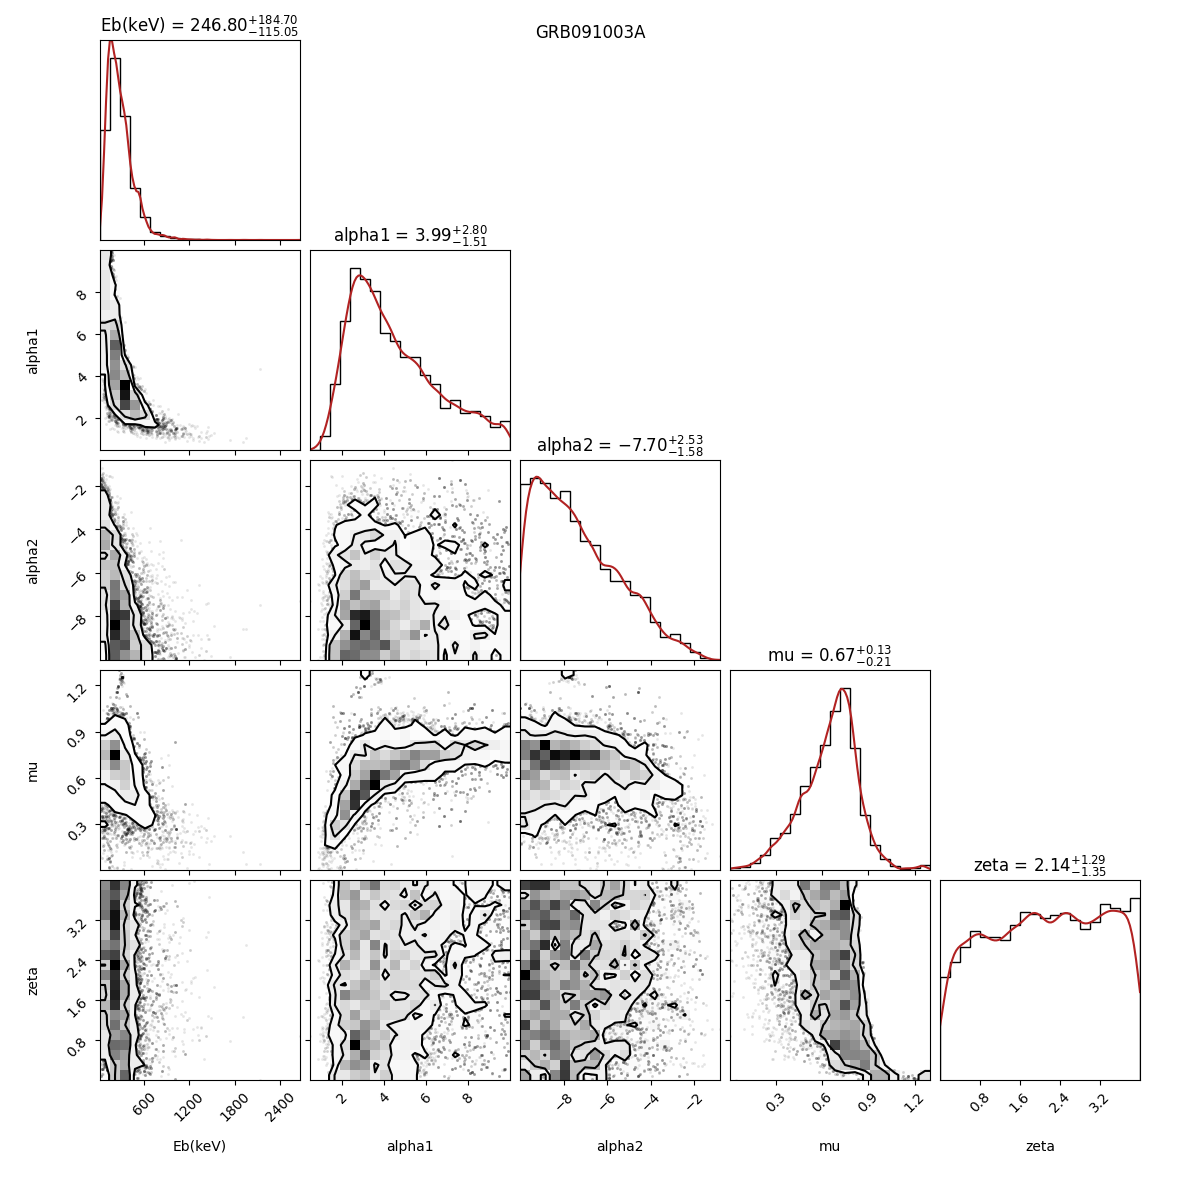 GRB091003A
Eb(keV) = 246.80+184.70−115.05
alpha1 = 3.99+2.80−1.51
alpha2 = −7.70+2.53−1.58
mu = 0.67+0.13−0.21
zeta = 2.14+1.29−1.35
8
6
4
2
alpha1
−2
−4
−6
−8
alpha2
1.2
0.9
0.6
0.3
mu
3.2
2.4
1.6
0.8
zeta
600 1200 1800 2400
2 4 6 8
−8 −6 −4 −2
0.3 0.6 0.9 1.2
0.8 1.6 2.4 3.2
Eb(keV) alpha1 alpha2 mu zeta